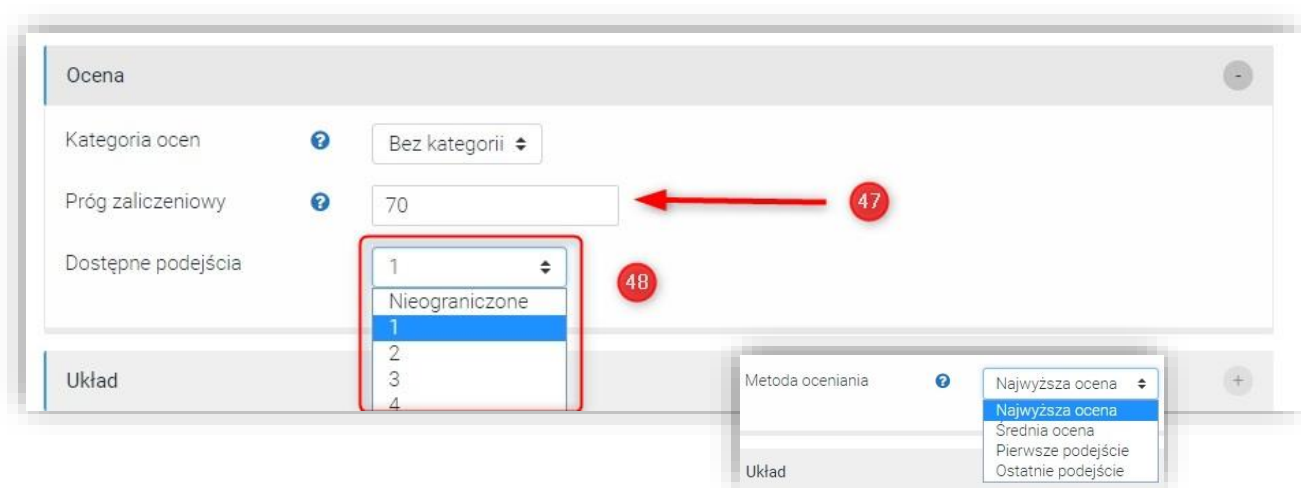 Ocena
-
Kategoria ocen ? Bez kategorii
Próg zaliczeniowy ? 70
47
Dostępne podejścia 1
48
Nieograniczone
1
2
3
4
Układ
+
Metoda oceniania ? Najwyższa ocena
Najwyższa ocena
Średnia ocena
Pierwsze podejście
Ostatnie podejście
Układ